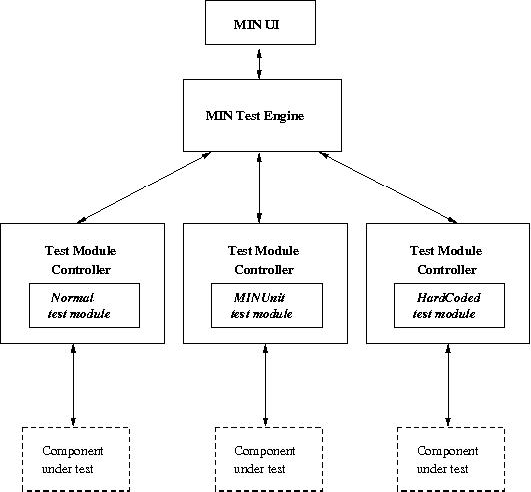 MIN UI
MIN Test Engine
Test Module
Controller
Normal
test module
Test Module
Controller
MINUnit
test module
Test Module
Controller
HardCoded
test module
Component
under test
Component
under test
Component
under test